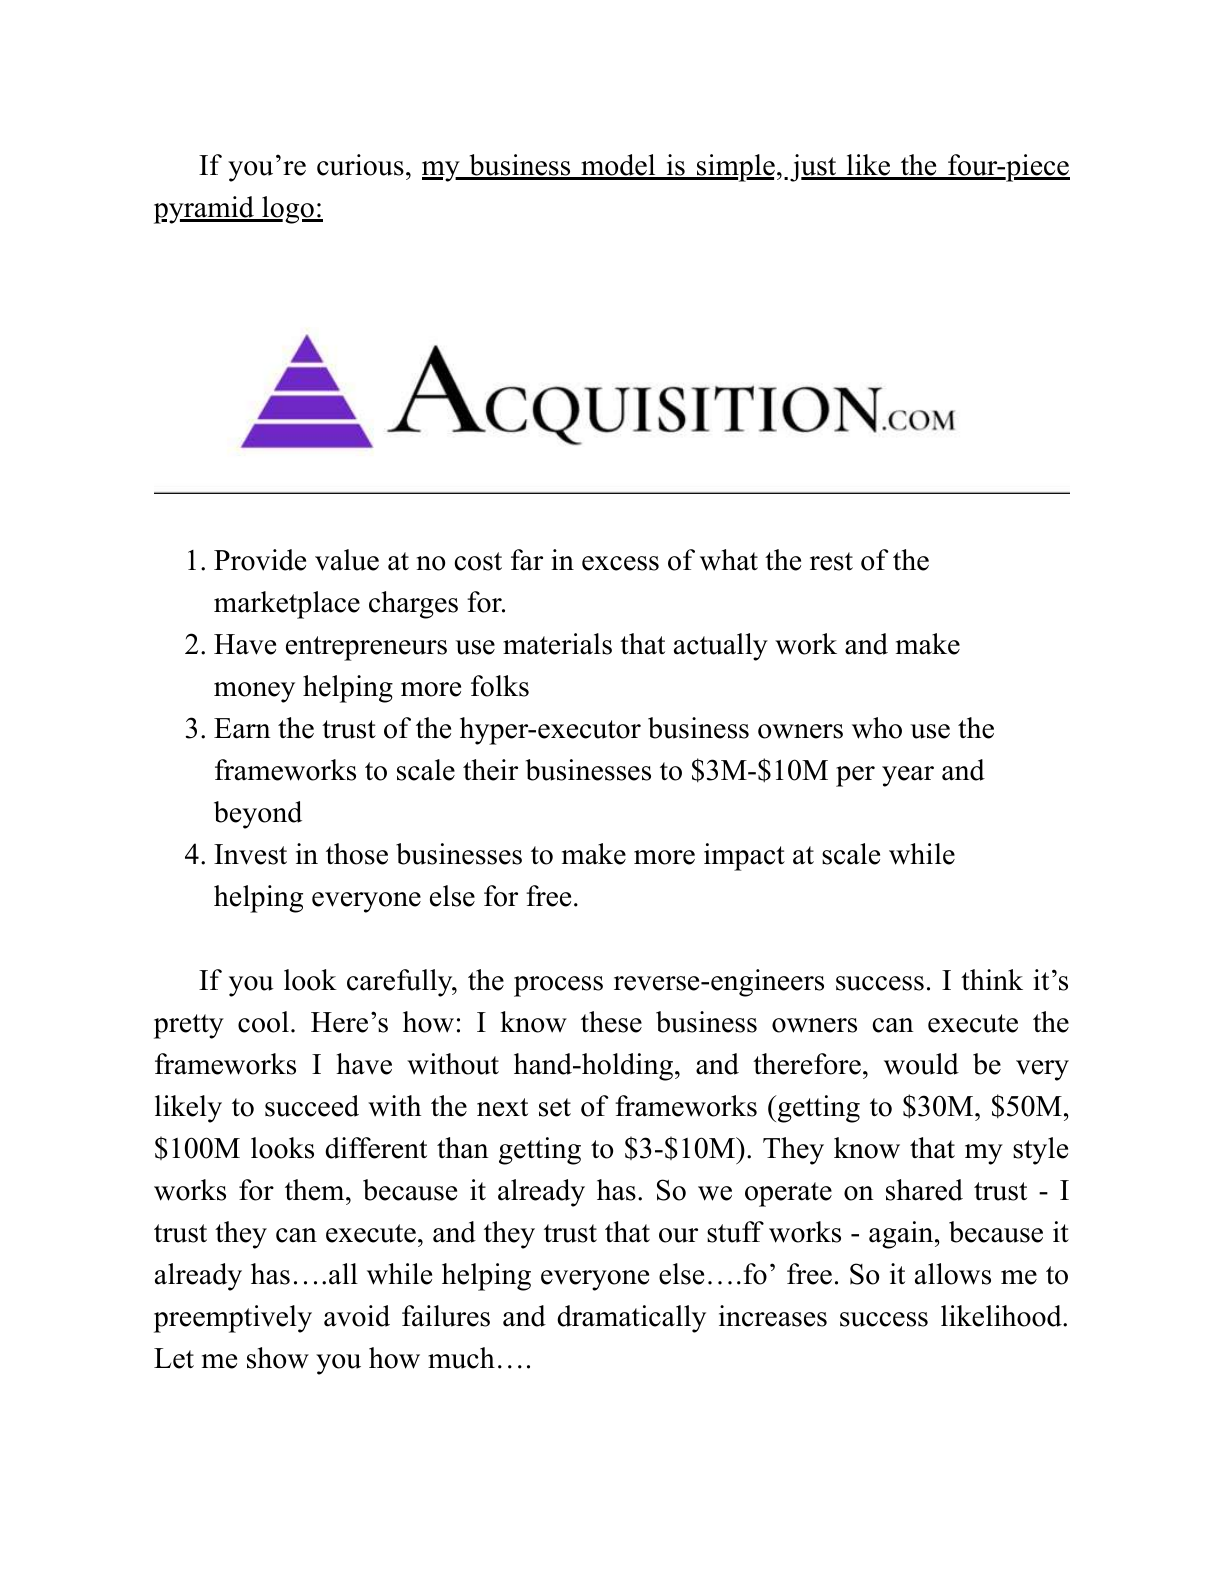 If you’re curious, my business model is simple, just like the four-piece
pyramid logo:
ACQUISITION.COM
1. Provide value at no cost far in excess of what the rest of the
marketplace charges for.
2. Have entrepreneurs use materials that actually work and make
money helping more folks
3. Earn the trust of the hyper-executor business owners who use the
frameworks to scale their businesses to $3M-$10M per year and
beyond
4. Invest in those businesses to make more impact at scale while
helping everyone else for free.
If you look carefully, the process reverse-engineers success. I think it’s
pretty cool. Here’s how: I know these business owners can execute the
frameworks I have without hand-holding, and therefore, would be very
likely to succeed with the next set of frameworks (getting to $30M, $50M,
$100M looks different than getting to $3-$10M). They know that my style
works for them, because it already has. So we operate on shared trust - I
trust they can execute, and they trust that our stuff works - again, because it
already has….all while helping everyone else….fo’ free. So it allows me to
preemptively avoid failures and dramatically increases success likelihood.
Let me show you how much….